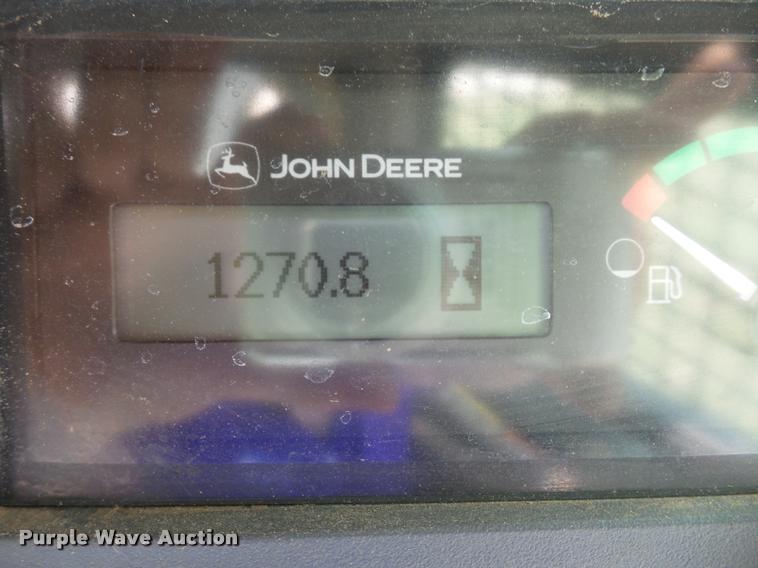 JOHN DEERE
1270.8
Purple Wave Auction